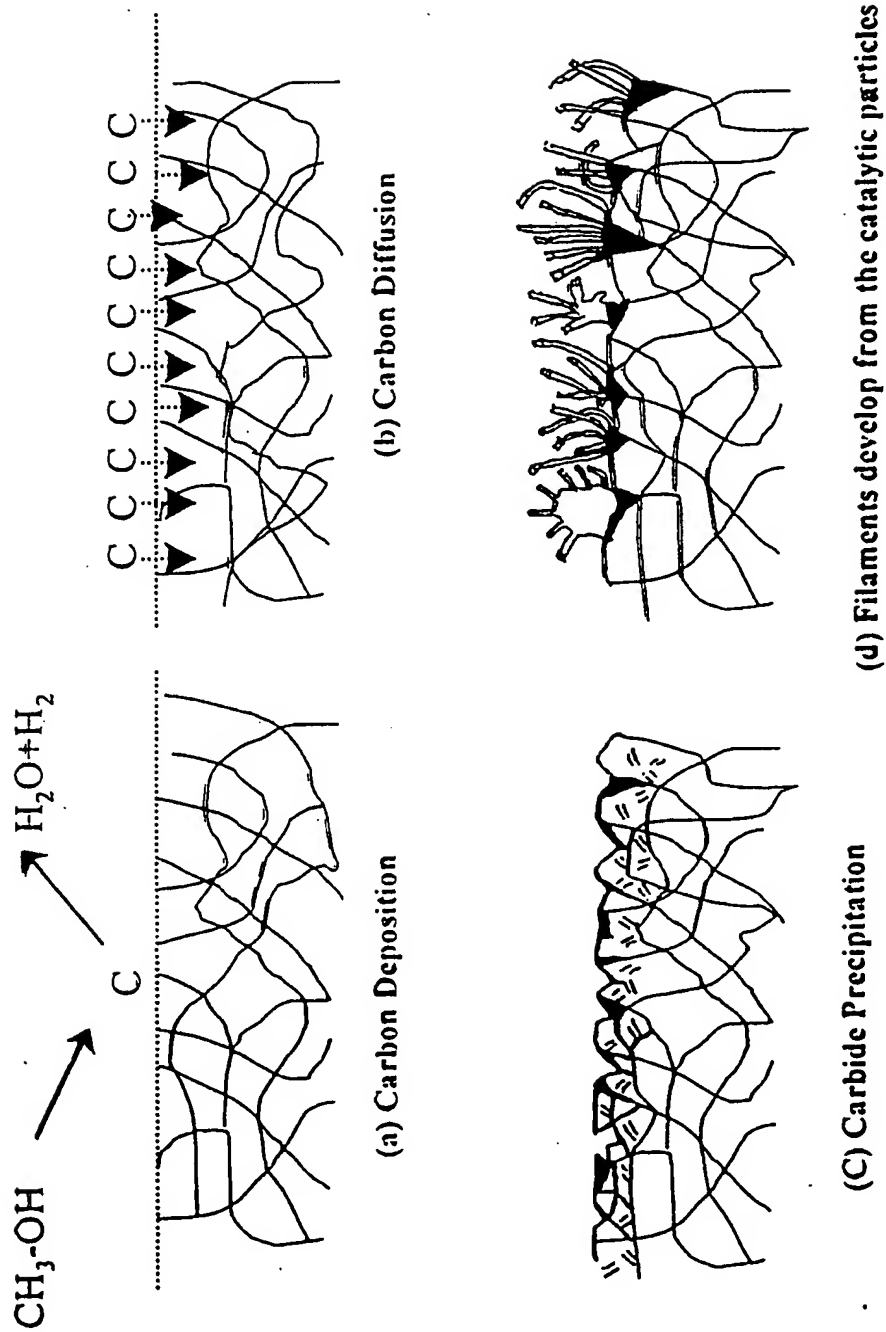 CH₃-OH
C
H₂O+H₂
(a) Carbon Deposition
C C C C C C C C C C
(b) Carbon Diffusion
(C) Carbide Precipitation
(d) Filaments develop from the catalytic particles